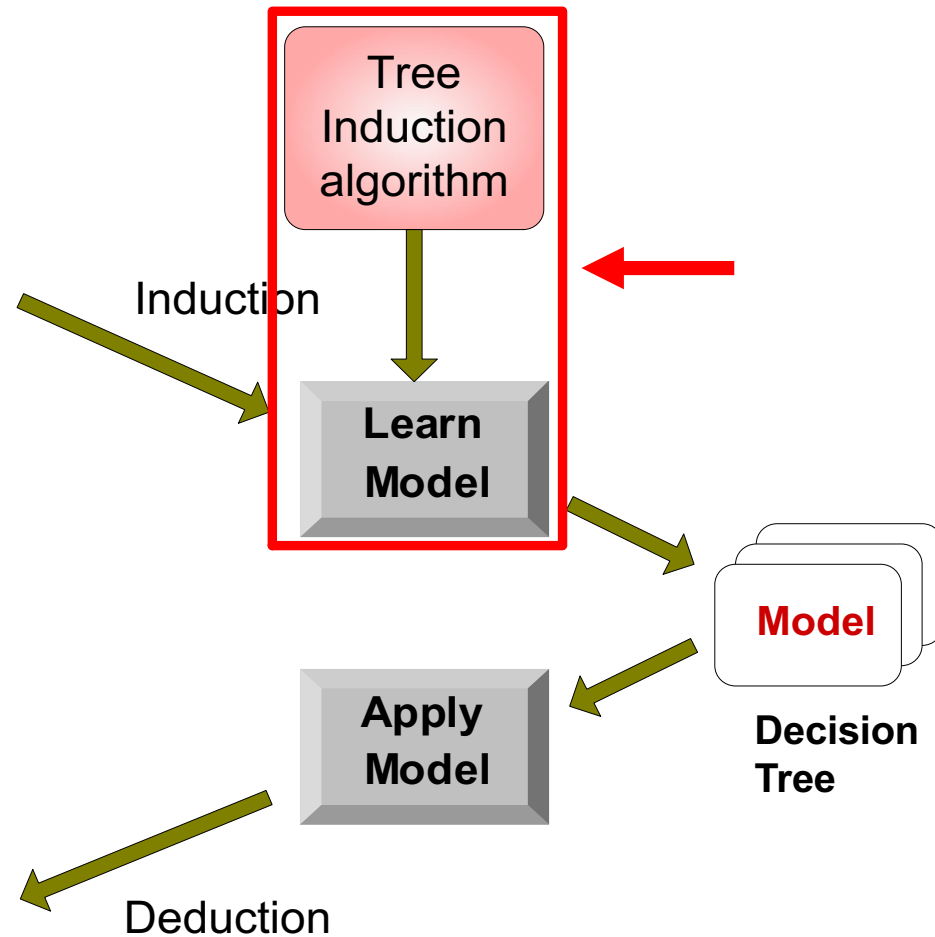 Tree
Induction
algorithm
Induction
Learn
Model
Model
Decision
Tree
Apply
Model
Deduction